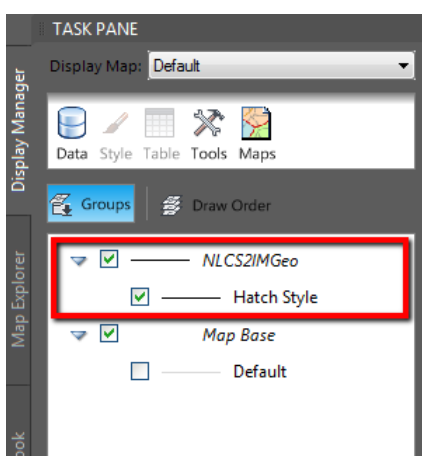 TASK PANE
Display Map: Default
Data Style Table Tools Maps
Groups Draw Order
NLCS2IMGeo
Hatch Style
Map Base
Default
Display Manager
Map Explorer